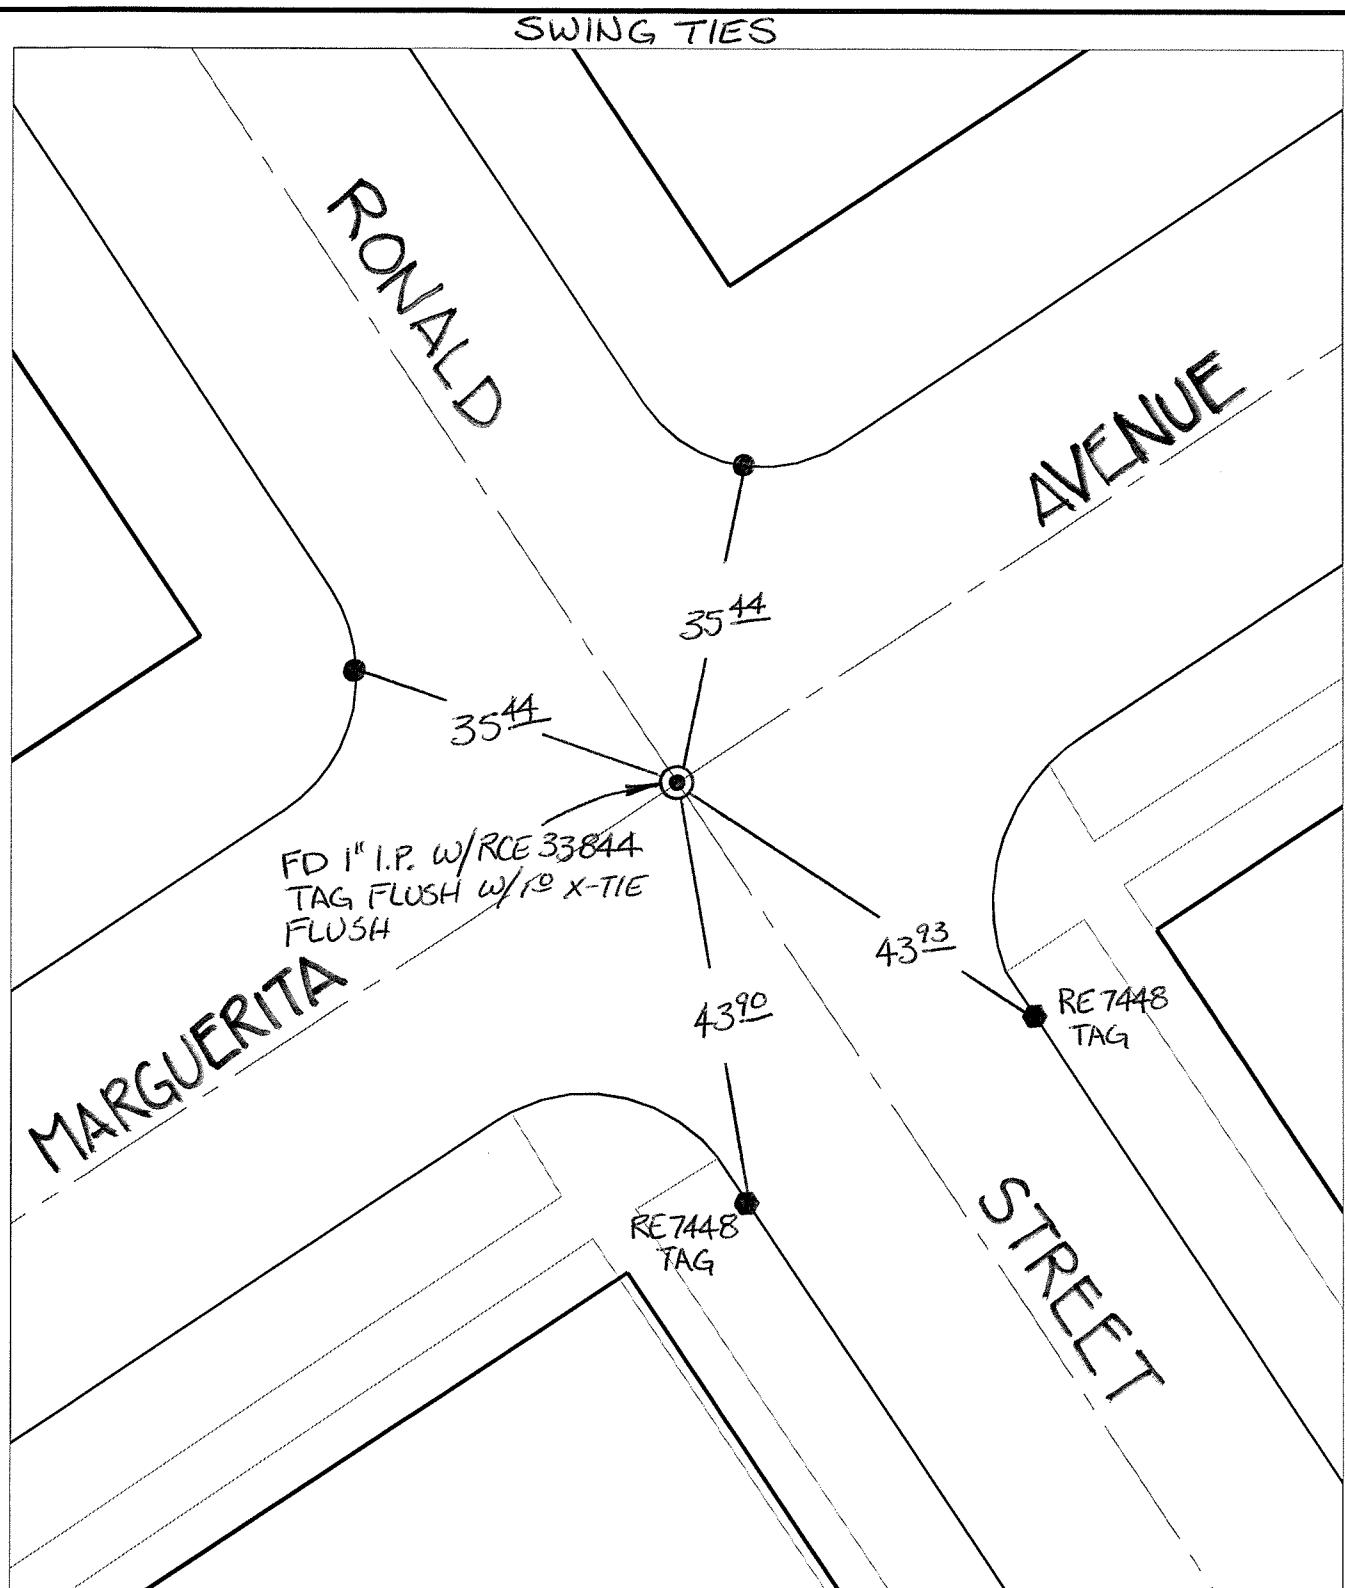 SWING TIES
RONALD
AVENUE
35 44
35 44
FD 1" I.P. W/RCE 33844
TAG FLUSH W/ X-TIE
FLUSH
43 93
RE 7448
TAG
43 90
MARGUERITA
RE 7448
TAG
STREET